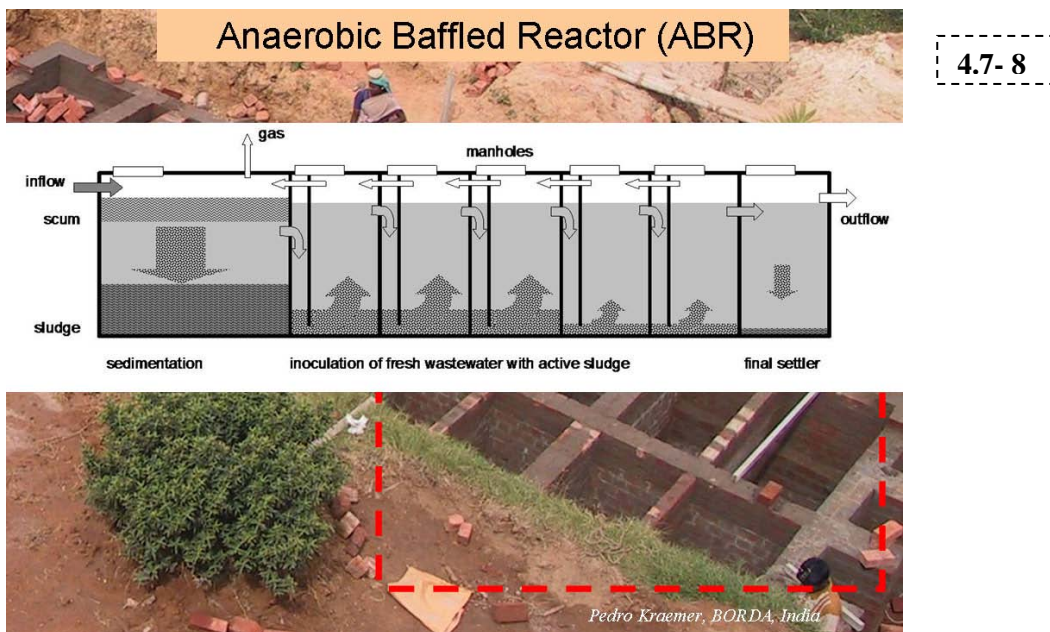 Anaerobic Baffled Reactor (ABR)
4.7- 8
gas
manholes
inflow
scum
outflow
sludge
sedimentation
inoculation of fresh wastewater with active sludge
final settler
Pedro Kraemer, BORDA, India